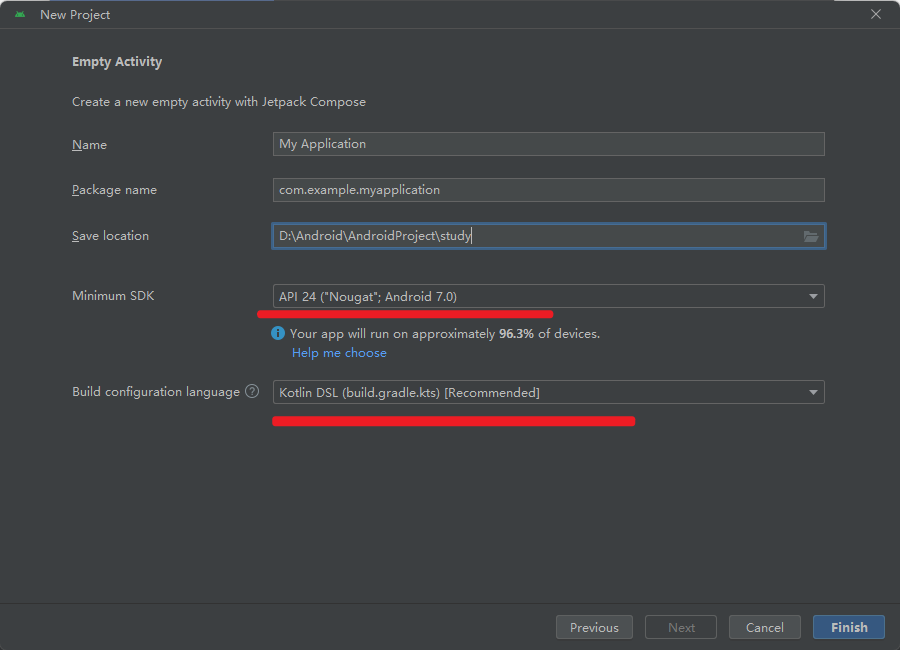 New Project
Empty Activity
Create a new empty activity with Jetpack Compose
Name My Application
Package name com.example.myapplication
Save location D:\Android\AndroidProject\study
Minimum SDK API 24 ("Nougat"; Android 7.0)
Your app will run on approximately 96.3% of devices.
Help me choose
Build configuration language ? Kotlin DSL (build.gradle.kts) [Recommended]
Previous Next Cancel Finish